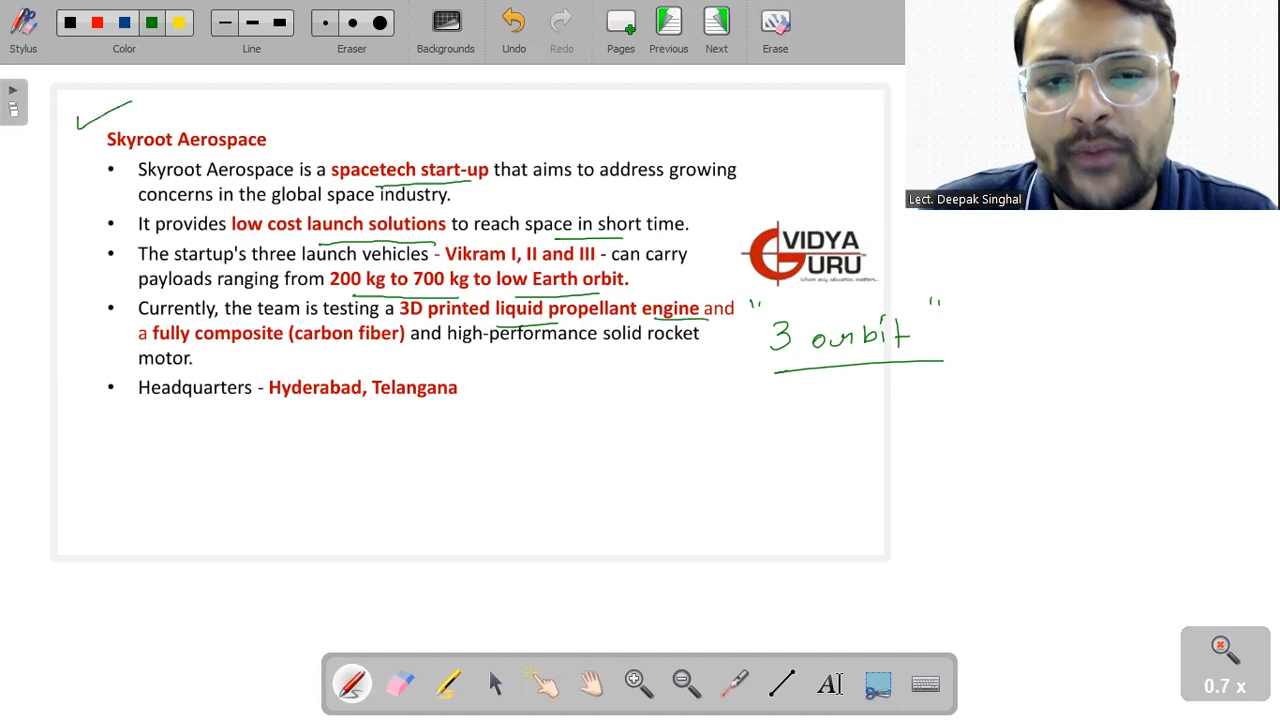 Stylus
Color
Line
Eraser
Backgrounds
Undo
Redo
Pages
Previous
Next
Erase
Lect. Deepak Singhal
Skyroot Aerospace
• Skyroot Aerospace is a spacetech start-up that aims to address growing
concerns in the global space industry.
• It provides low cost launch solutions to reach space in short time.
• The startup's three launch vehicles - Vikram I, II and III - can carry
payloads ranging from 200 kg to 700 kg to low Earth orbit.
• Currently, the team is testing a 3D printed liquid propellant engine and
a fully composite (carbon fiber) and high-performance solid rocket
motor.
• Headquarters - Hyderabad, Telangana
VIDYA
GURU
where any education matters...
" 3 orbit "
AI
0.7 x